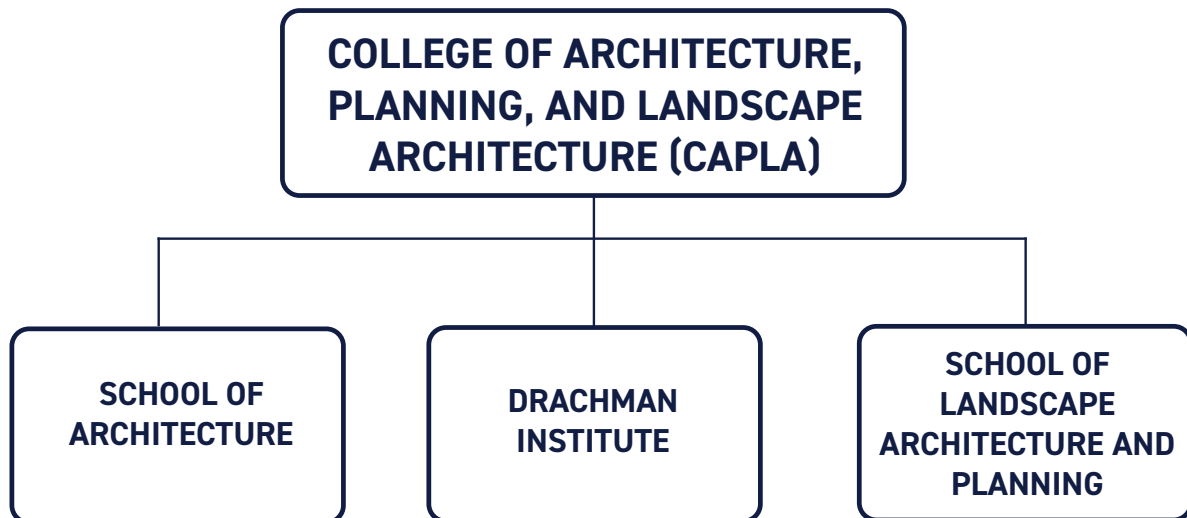 COLLEGE OF ARCHITECTURE,
PLANNING, AND LANDSCAPE
ARCHITECTURE (CAPLA)
SCHOOL OF
ARCHITECTURE
DRACHMAN
INSTITUTE
SCHOOL OF
LANDSCAPE
ARCHITECTURE AND
PLANNING